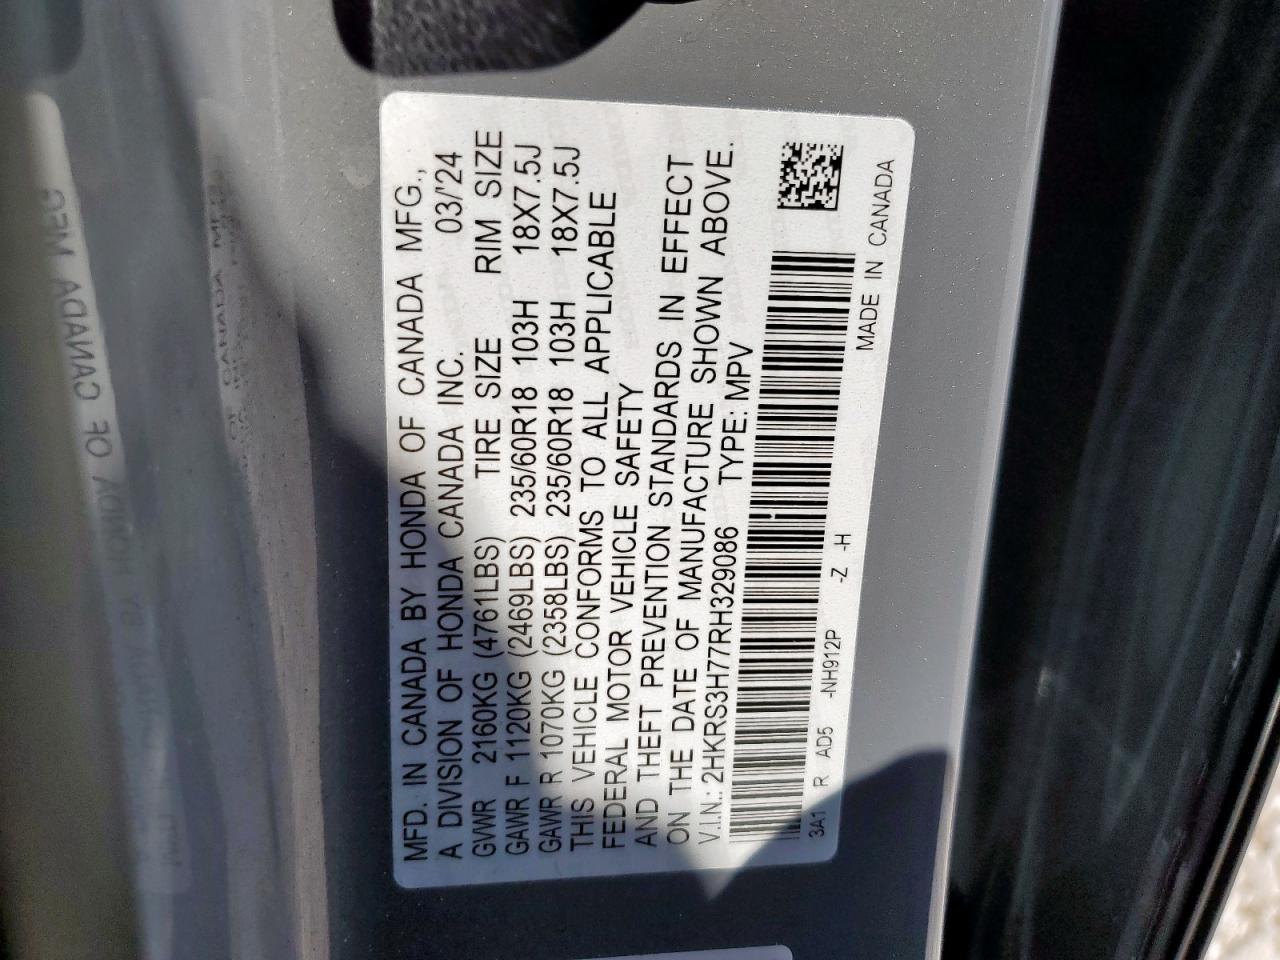 MFD. IN CANADA BY HONDA OF CANADA MFG.,
A DIVISION OF HONDA CANADA INC. 03/'24
GVWR 2160KG (4761LBS) TIRE SIZE RIM SIZE
GAWR F 1120KG (2469LBS) 235/60R18 103H 18X7.5J
GAWR R 1070KG (2358LBS) 235/60R18 103H 18X7.5J
THIS VEHICLE CONFORMS TO ALL APPLICABLE
FEDERAL MOTOR VEHICLE SAFETY
AND THEFT PREVENTION STANDARDS IN EFFECT
ON THE DATE OF MANUFACTURE SHOWN ABOVE.
V.I.N.: 2HKRS3H77RH329086 TYPE: MPV
3A1 R AD5 -NH912P -Z -H
MADE IN CANADA